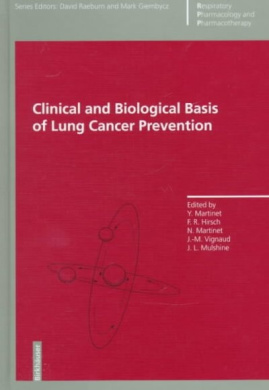 Series Editors: David Raeburn and Mark Giembycz
Respiratory
Pharmacology and
Pharmacotherapy
Clinical and Biological Basis
of Lung Cancer Prevention
Edited by
Y. Martinet
F. R. Hirsch
N. Martinet
J.-M. Vignaud
J. L. Mulshine
Birkhäuser